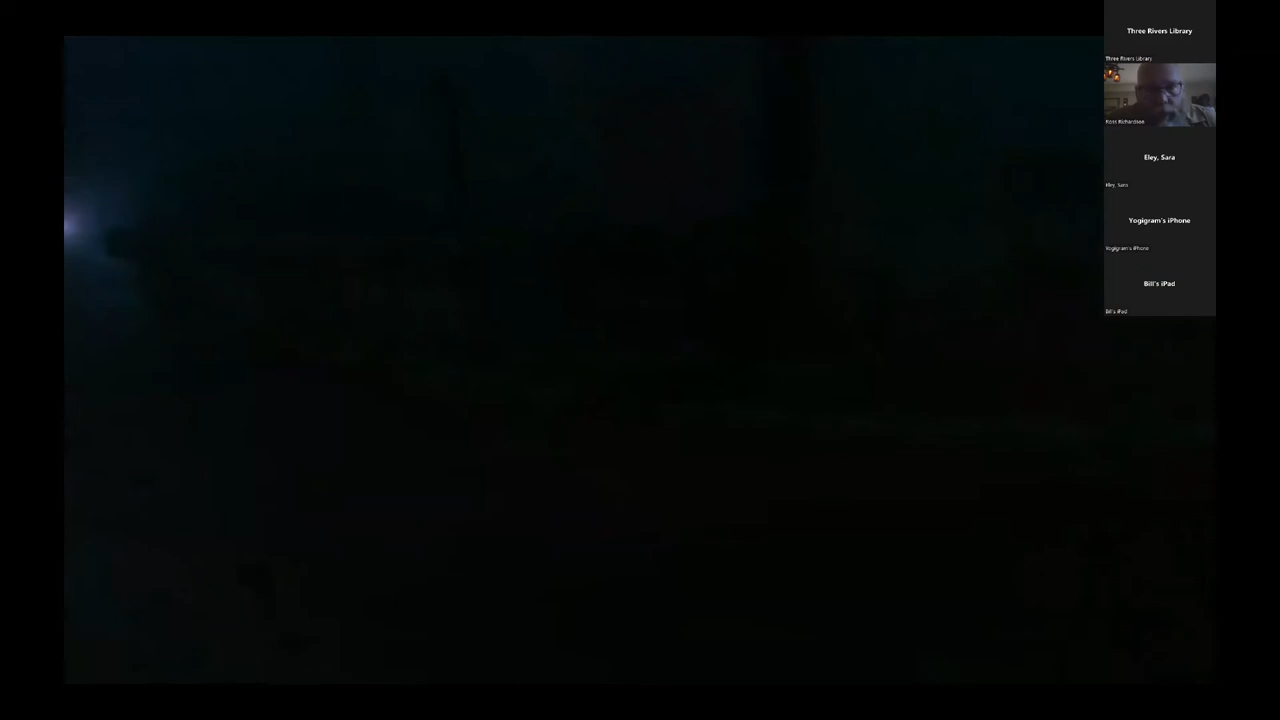 Three Rivers Library
Three Rivers Library
Ross Richardson
Eley, Sara
Eley, Sara
Yogigram's iPhone
Yogigram's iPhone
Bill's iPad
Bill's iPad